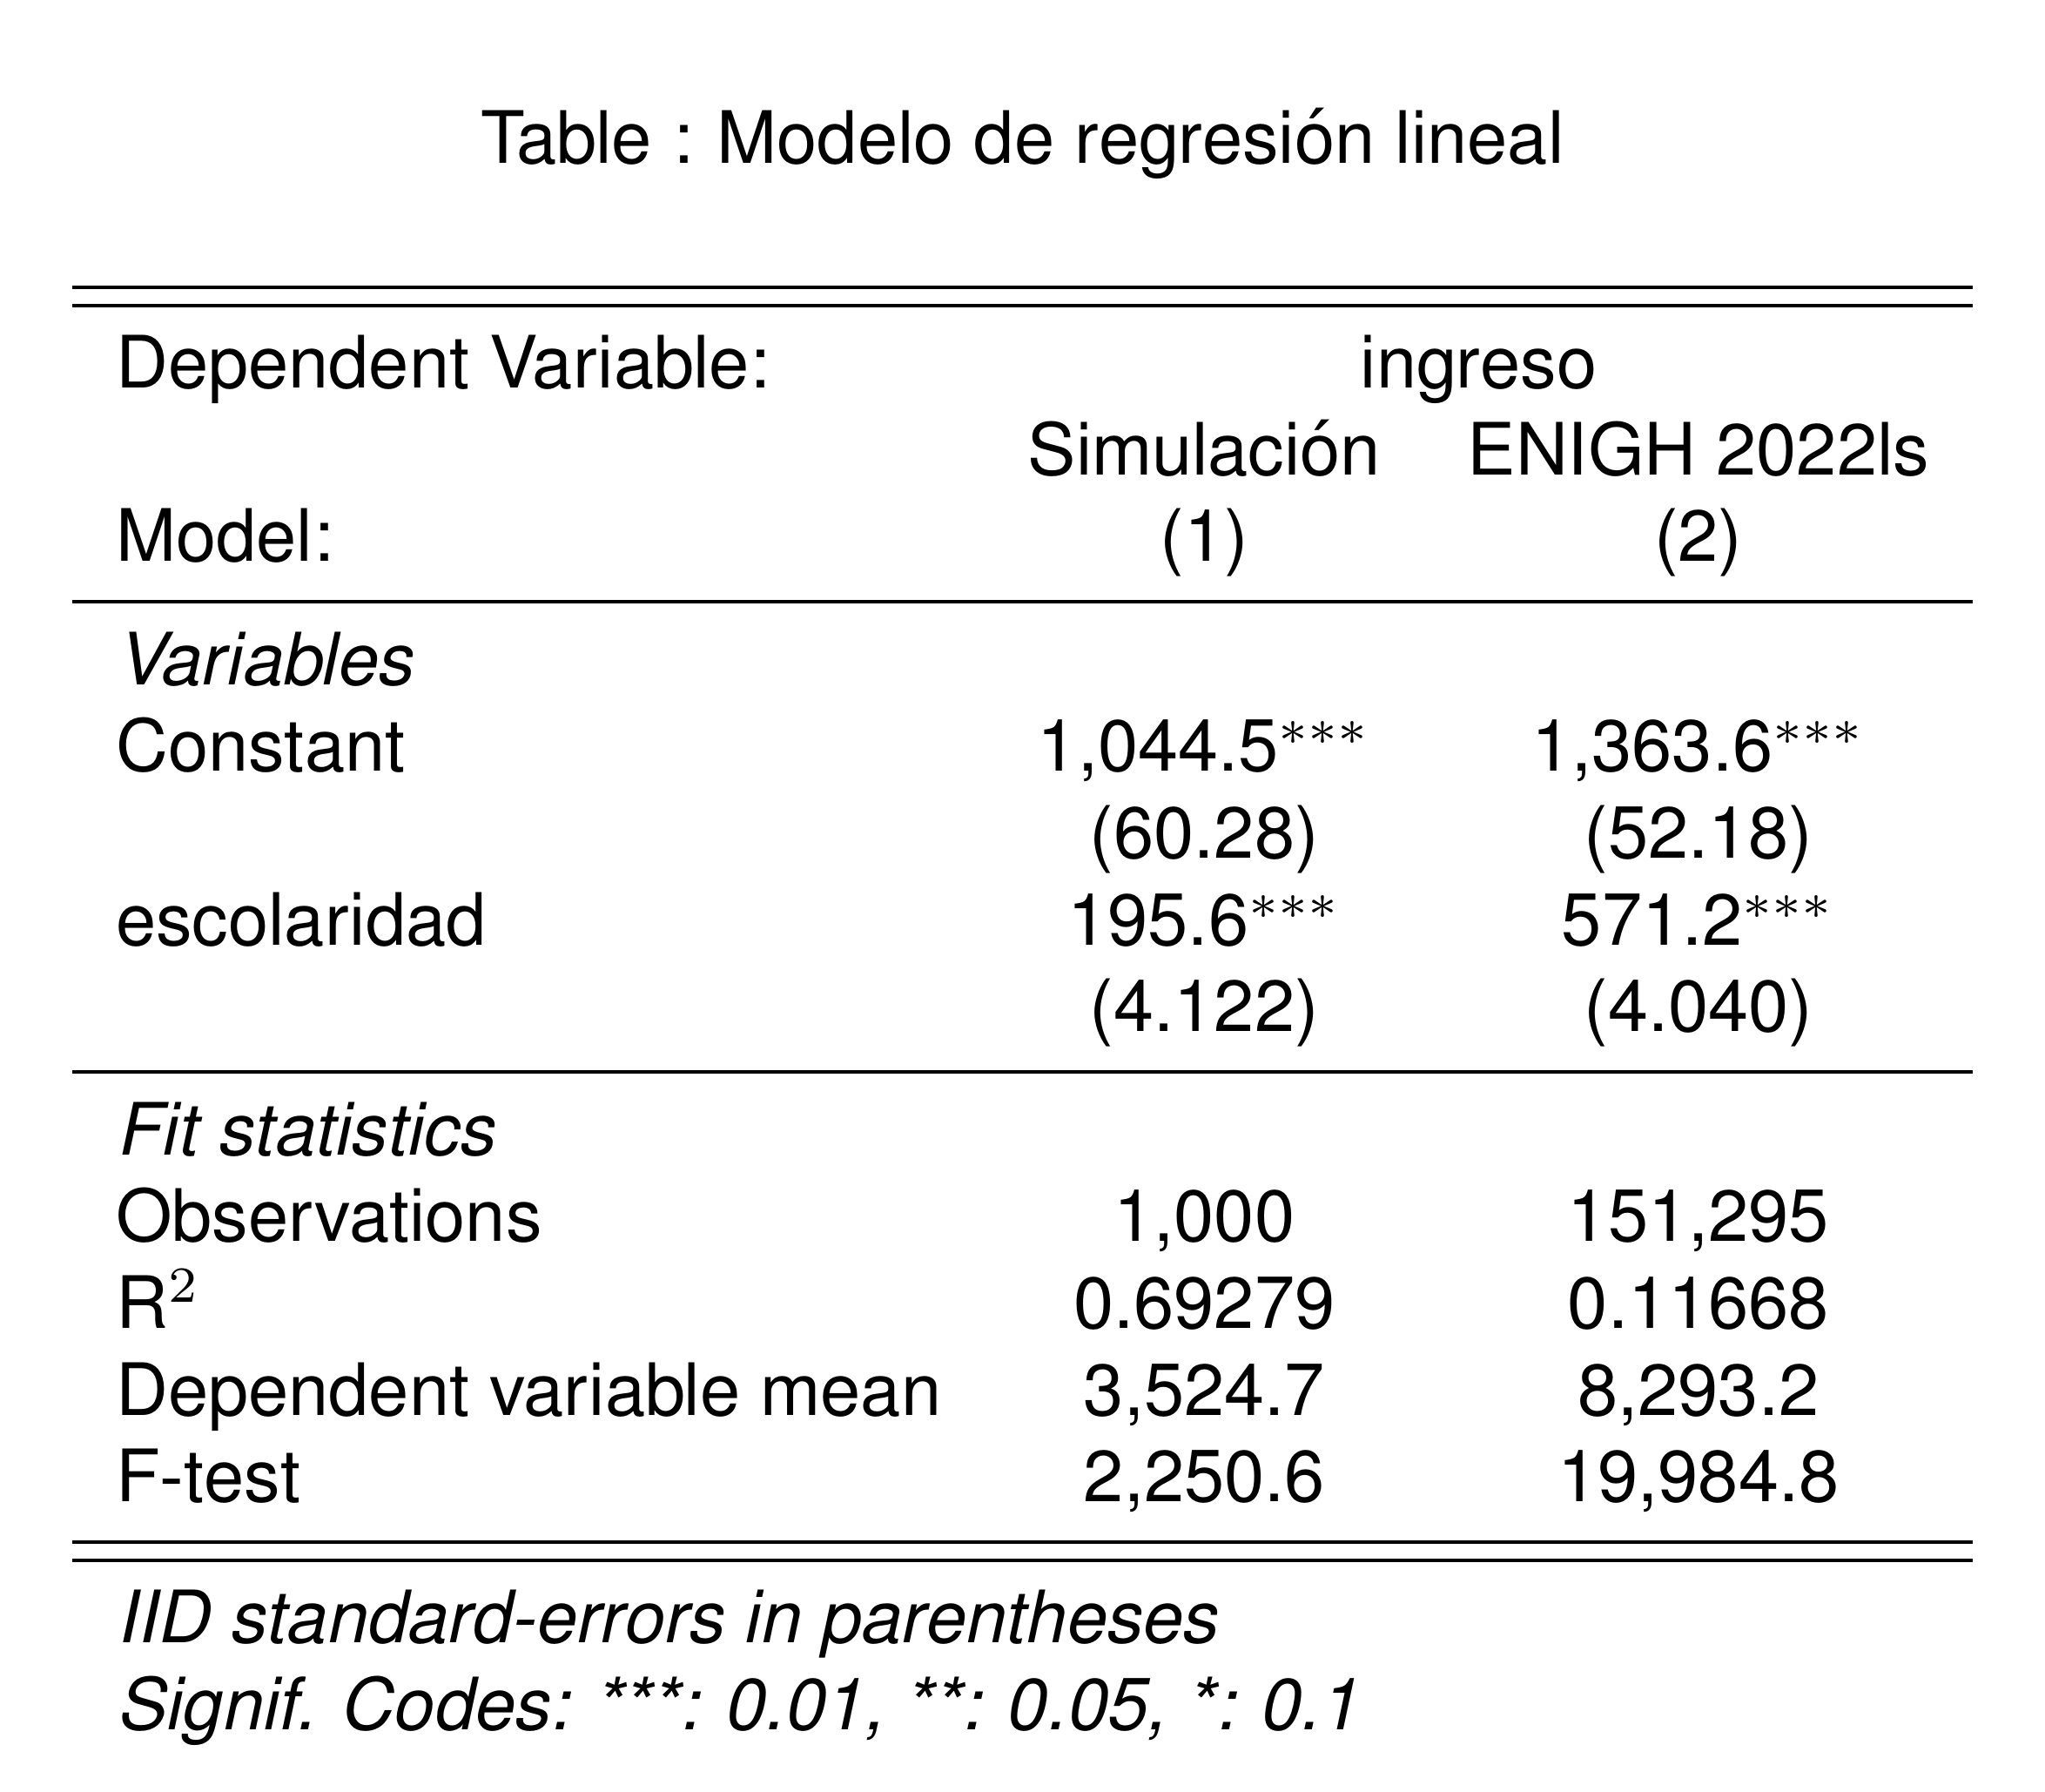 Table : Modelo de regresión lineal
Dependent Variable: ingreso
Simulación ENIGH 2022ls
Model: (1) (2)
Variables
Constant 1,044.5*** 1,363.6***
(60.28) (52.18)
escolaridad 195.6*** 571.2***
(4.122) (4.040)
Fit statistics
Observations 1,000 151,295
R² 0.69279 0.11668
Dependent variable mean 3,524.7 8,293.2
F-test 2,250.6 19,984.8
IID standard-errors in parentheses
Signif. Codes: ***: 0.01, **: 0.05, *: 0.1